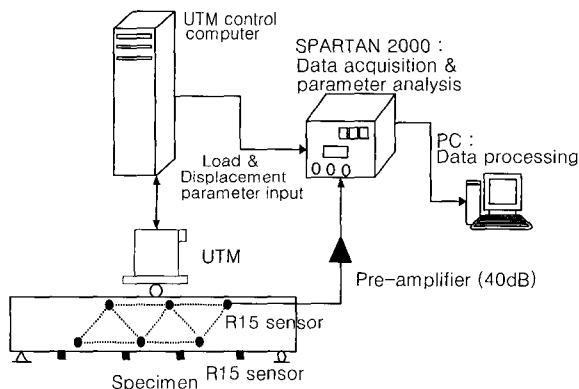 UTM control
computer
SPARTAN 2000 :
Data acquisition &
parameter analysis
PC :
Data processing
Load &
Displacement
parameter input
UTM
Pre-amplifier (40dB)
R15 sensor
R15 sensor
Specimen